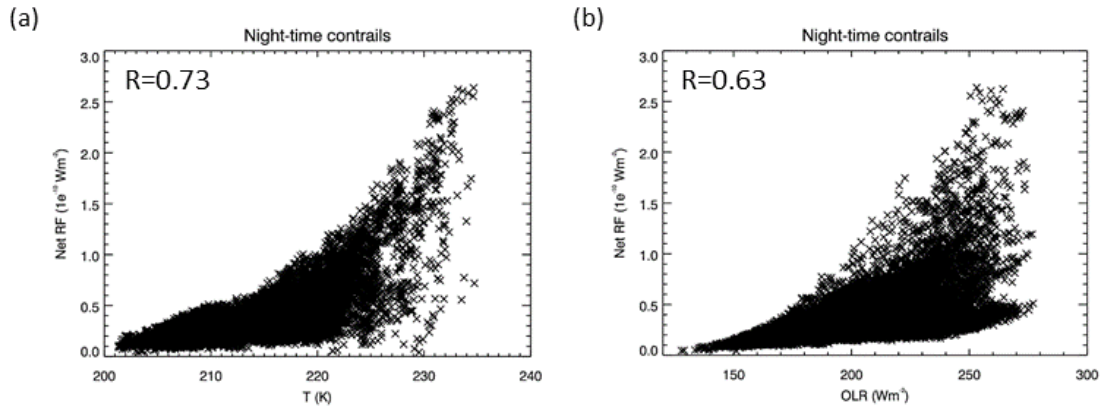 (a)
Night-time contrails
R=0.73
Net RF (1e⁻¹⁰ Wm⁻²)
3.0
2.5
2.0
1.5
1.0
0.5
0.0
200 210 220 230 240
T (K)
(b)
Night-time contrails
R=0.63
Net RF (1e⁻¹⁰ Wm⁻²)
3.0
2.5
2.0
1.5
1.0
0.5
0.0
150 200 250 300
OLR (Wm⁻²)